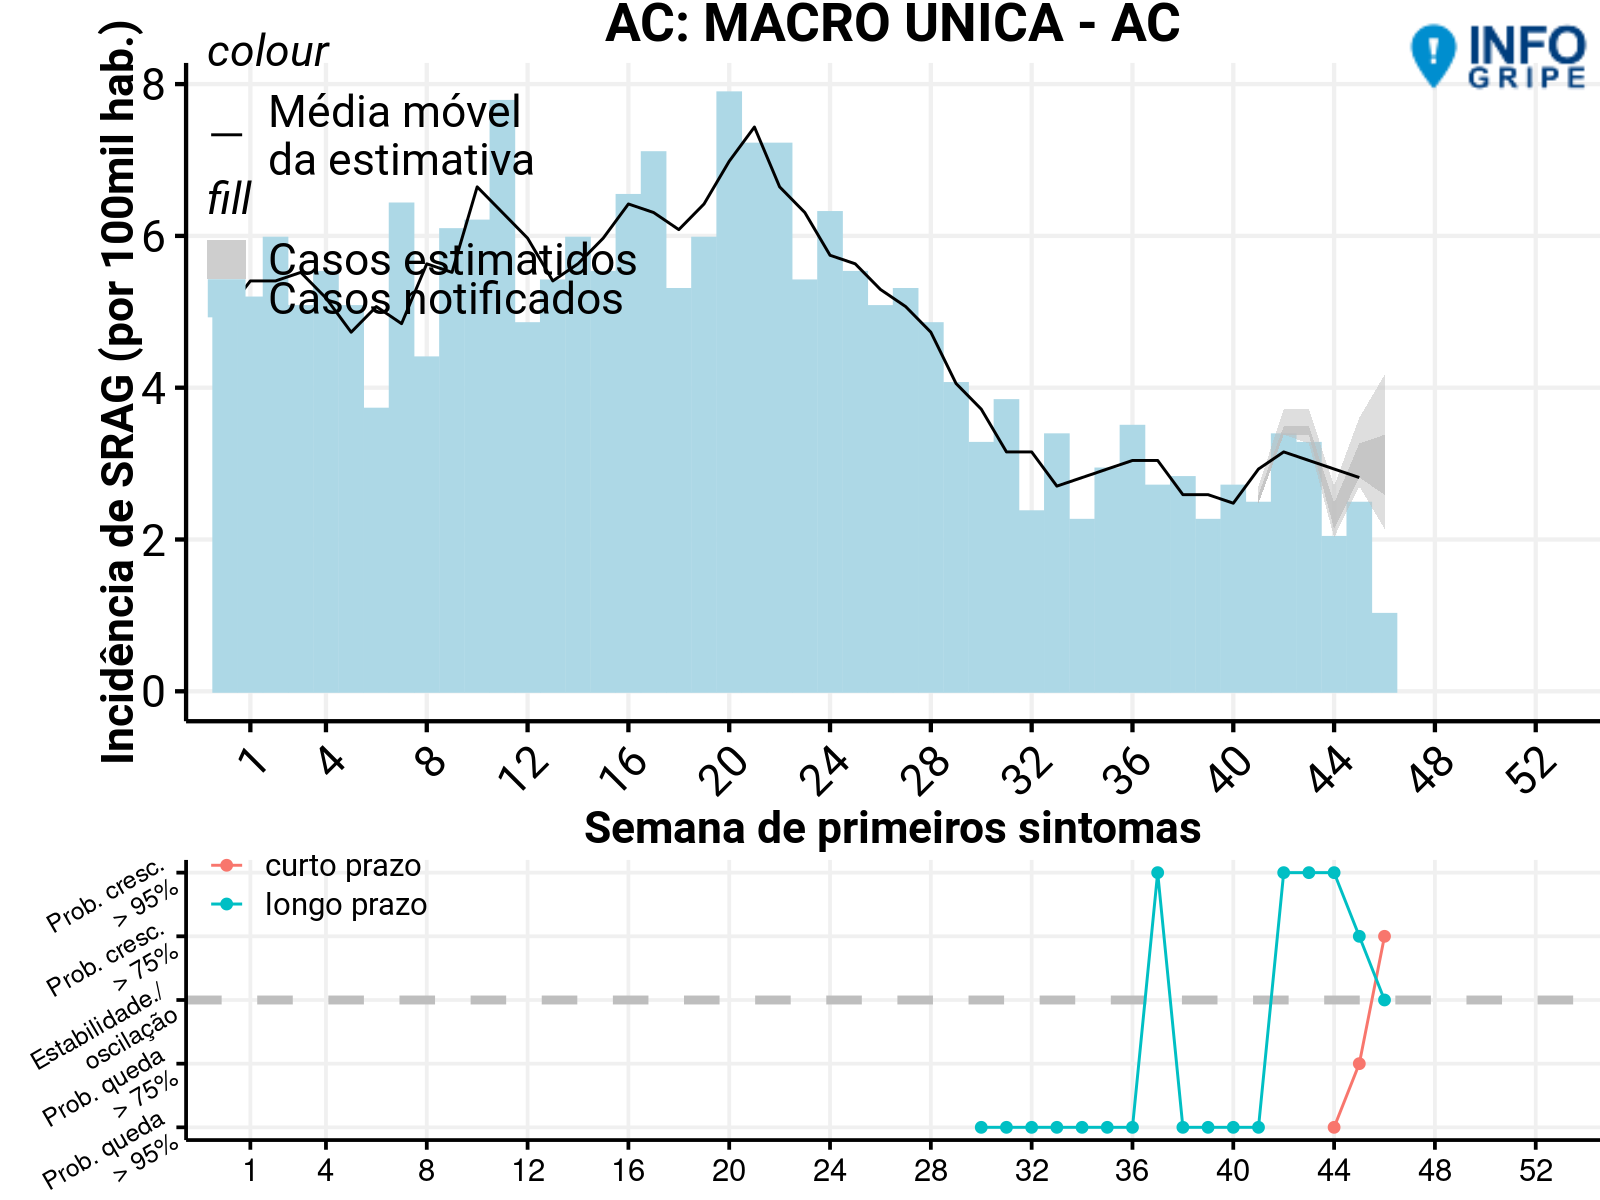 AC: MACRO UNICA - AC
INFO
GRIPE
Incidência de SRAG (por 100mil hab.)
colour
Média móvel
da estimativa
fill
Casos estimatidos
Casos notificados
8
6
4
2
0
1 4 8 12 16 20 24 28 32 36 40 44 48 52
Semana de primeiros sintomas
curto prazo
longo prazo
Prob. cresc.
> 95%
Prob. cresc.
> 75%
Estabilidade./
oscilação
Prob. queda
> 75%
Prob. queda
> 95%
1 4 8 12 16 20 24 28 32 36 40 44 48 52